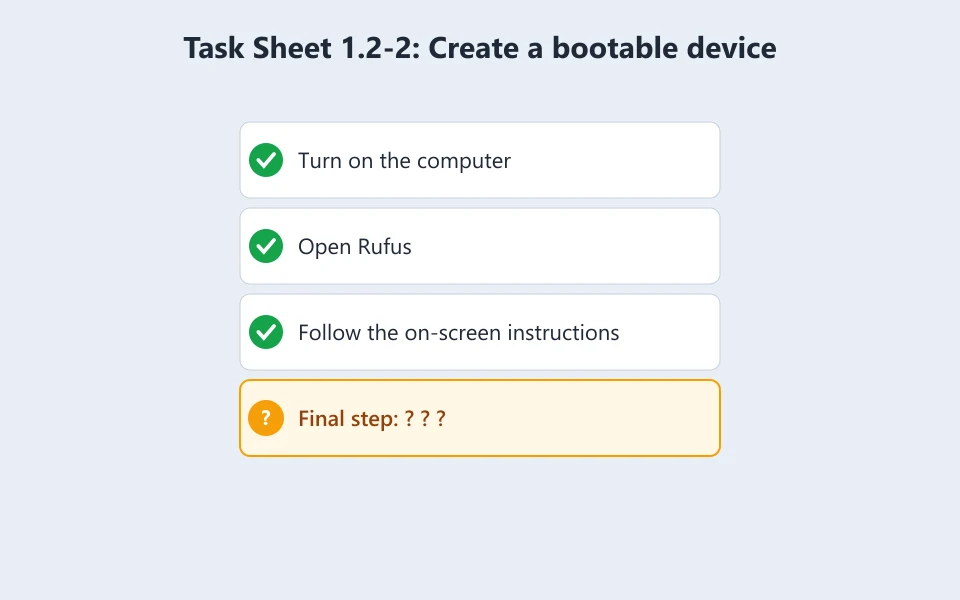 Task Sheet 1.2-2: Create a bootable device
Turn on the computer
Open Rufus
Follow the on-screen instructions
? Final step: ? ? ?